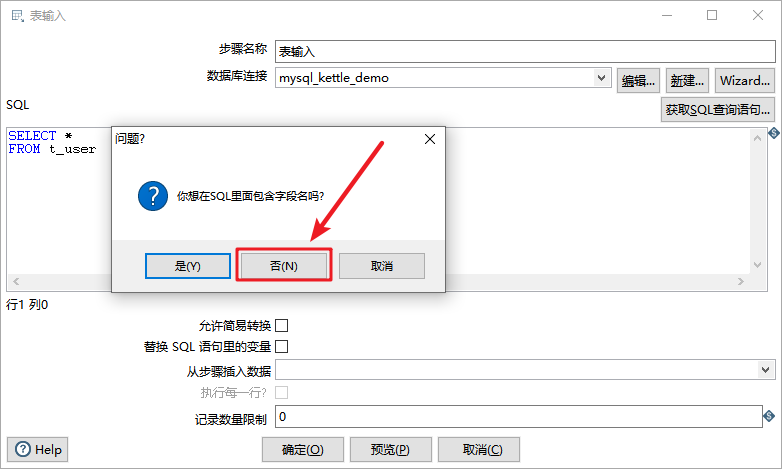 表输入
步骤名称 表输入
数据库连接 mysql_kettle_demo 编辑... 新建... Wizard...
SQL 获取SQL查询语句...
SELECT *
FROM t_user
问题?
你想在SQL里面包含字段名吗?
是(Y) 否(N) 取消
行1 列0
允许简易转换
替换 SQL 语句里的变量
从步骤插入数据
执行每一行?
记录数量限制 0
Help 确定(O) 预览(P) 取消(C)